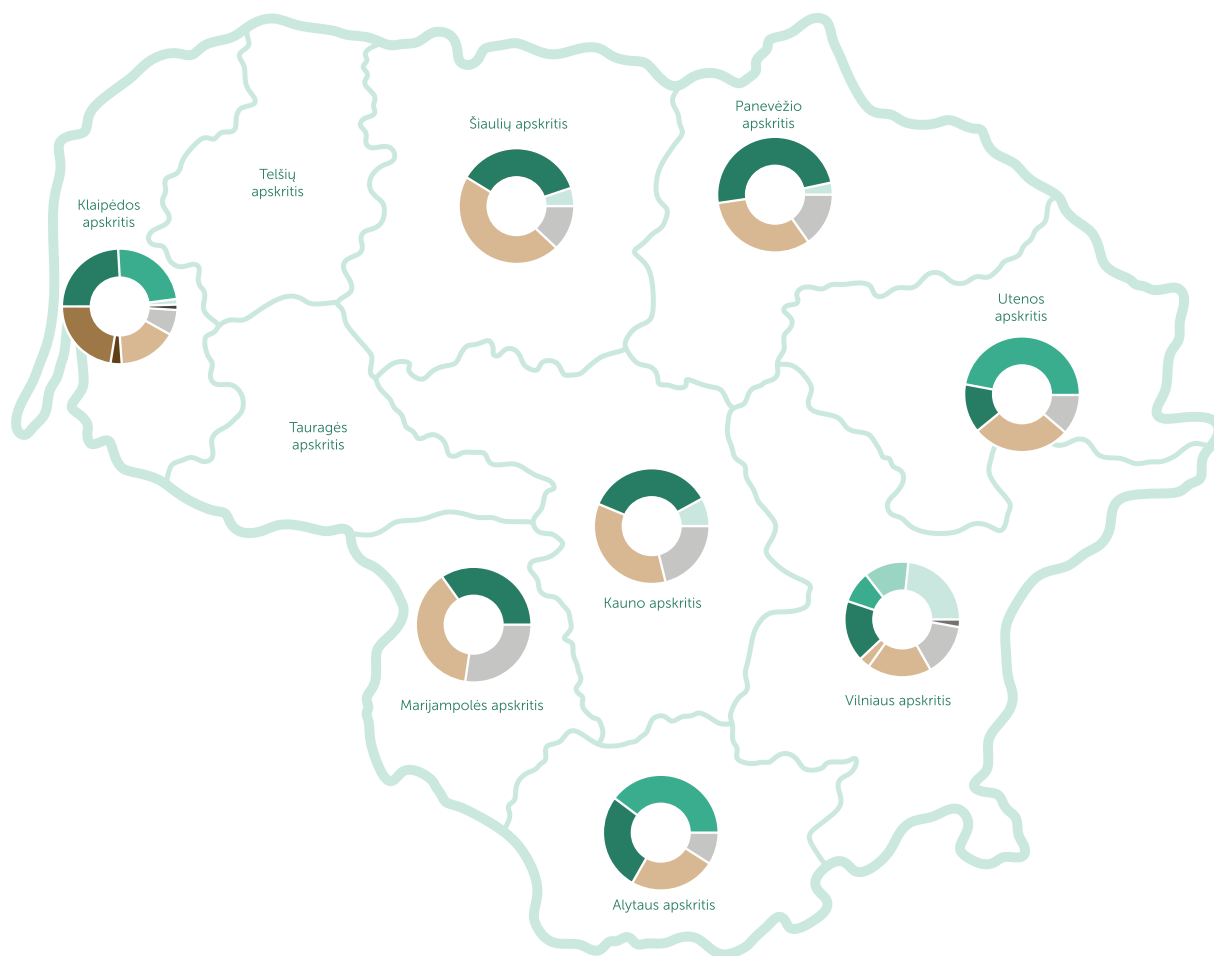 Panevėžio
apskritis
Šiaulių apskritis
Telšių
apskritis
Klaipėdos
apskritis
Utenos
apskritis
Tauragės
apskritis
Kauno apskritis
Marijampolės apskritis
Vilniaus apskritis
Alytaus apskritis